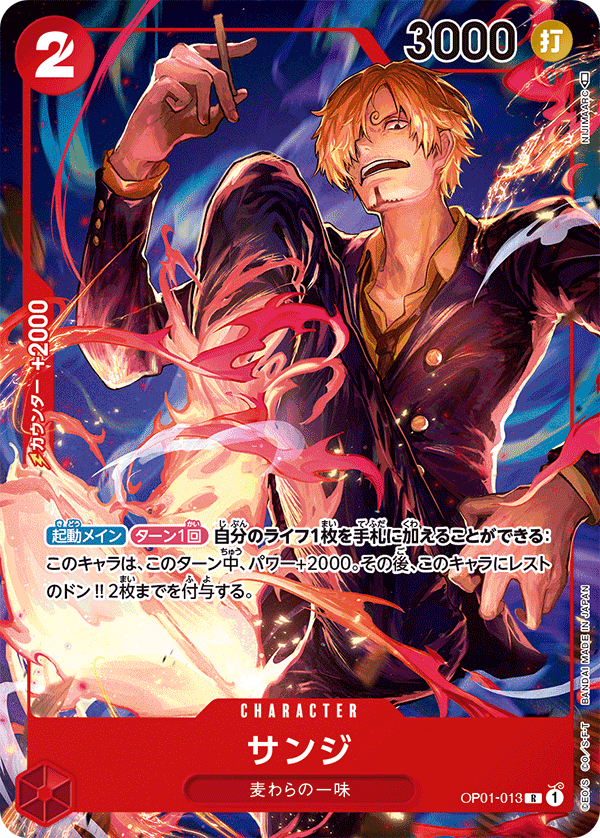 2
3000 打
ILL.NIJIMAARC
カウンター +2000
起動メイン ターン1回 自分のライフ1枚を手札に加えることができる：
このキャラは、このターン中、パワー+2000。その後、このキャラにレスト
のドン!!2枚までを付与する。
BANDAI MADE IN JAPAN
©E.O/S. ©O/S・F・T
CHARACTER
サンジ
麦わらの一味
OP01-013 R 1